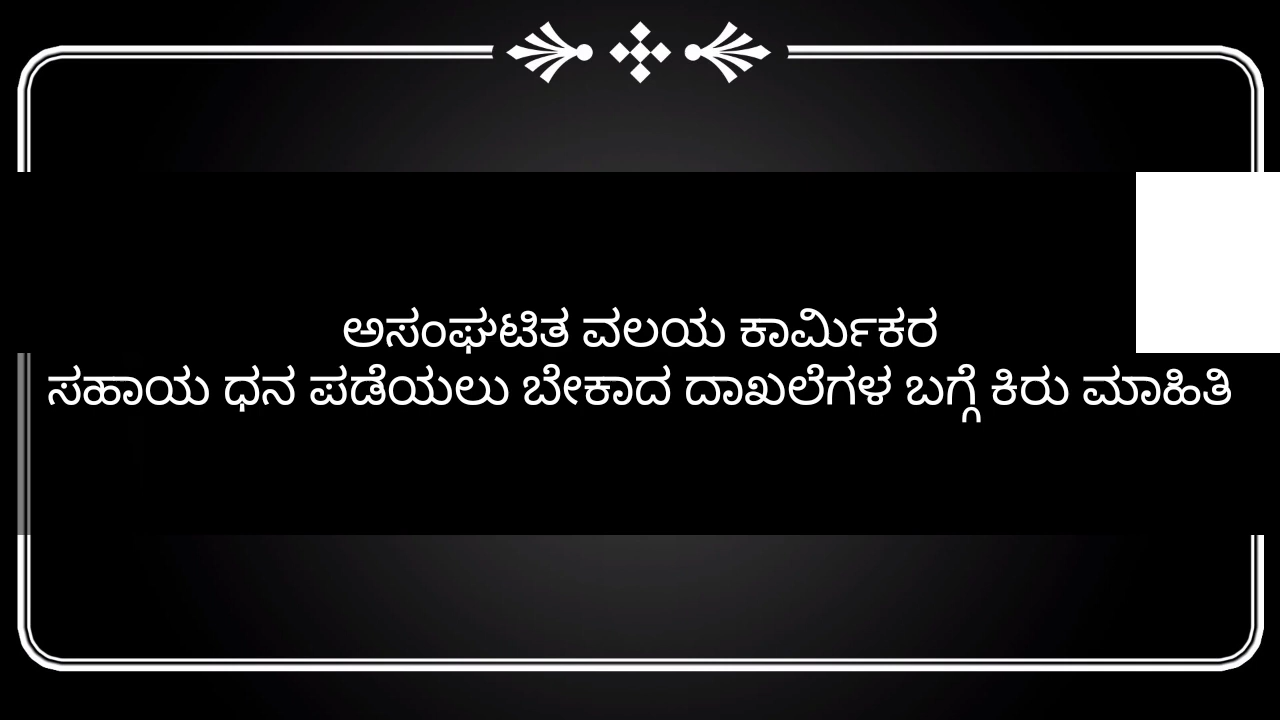 ಅಸಂಘಟಿತ ವಲಯ ಕಾರ್ಮಿಕರ
ಸಹಾಯ ಧನ ಪಡೆಯಲು ಬೇಕಾದ ದಾಖಲೆಗಳ ಬಗ್ಗೆ ಕಿರು ಮಾಹಿತಿ